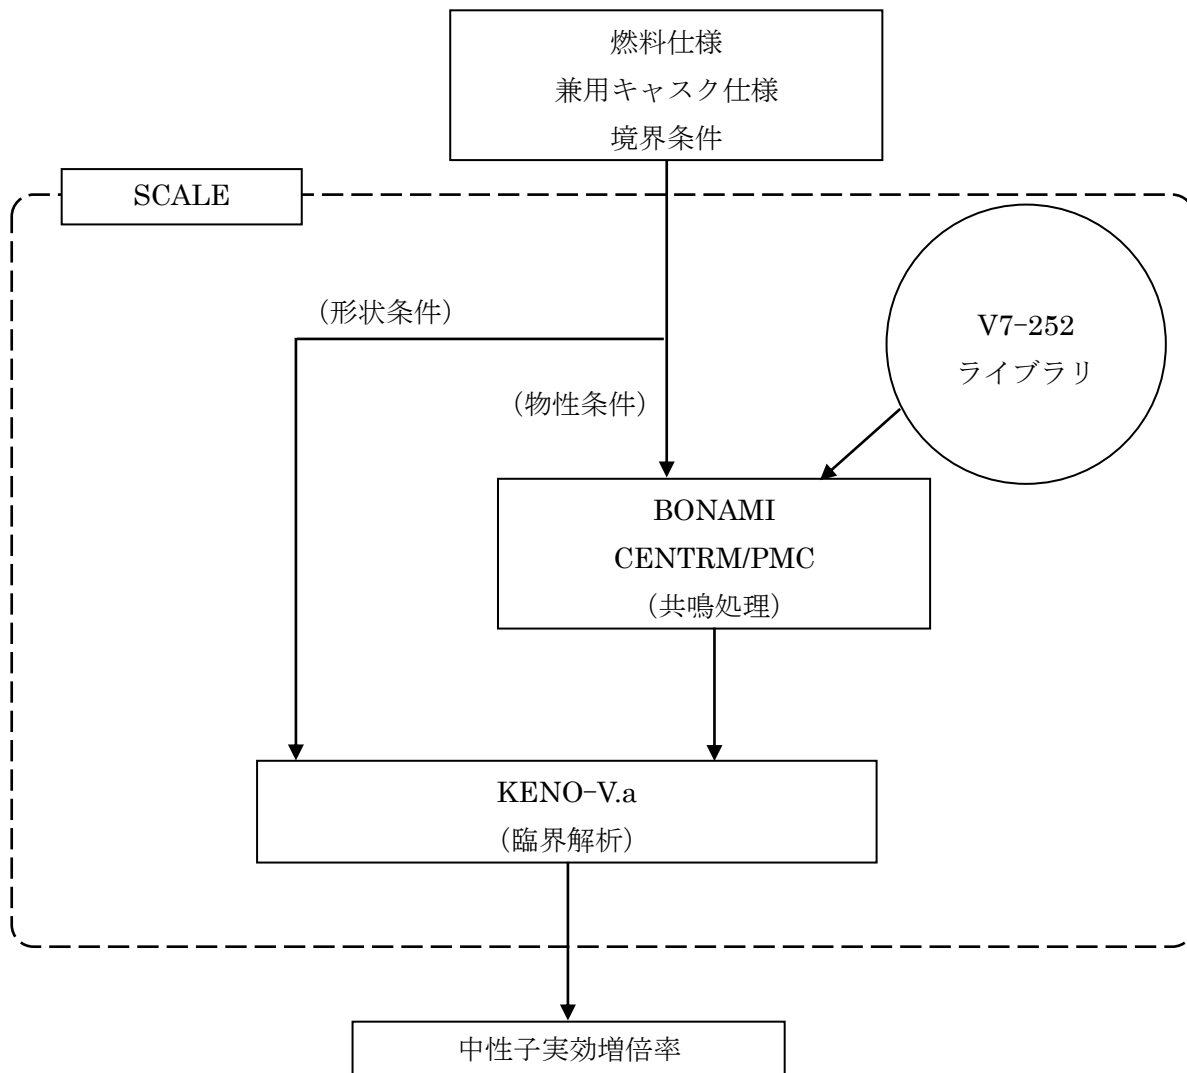 燃料仕様
兼用キャスク仕様
境界条件
SCALE
（形状条件）
V7-252
ライブラリ
（物性条件）
BONAMI
CENTRM/PMC
（共鳴処理）
KENO-V.a
（臨界解析）
中性子実効増倍率